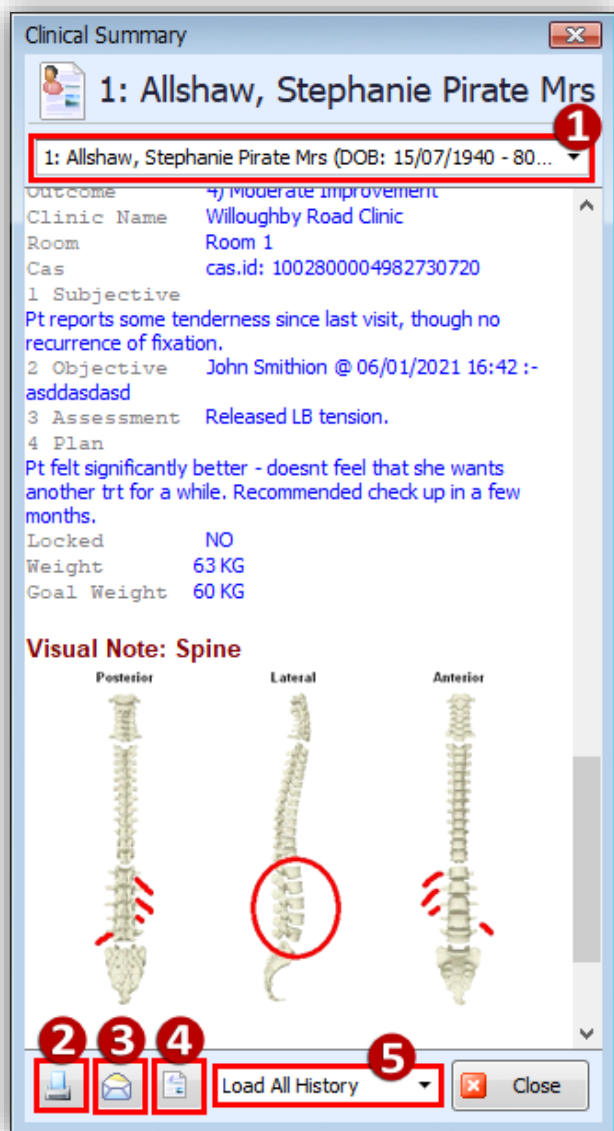 Clinical Summary
1: Allshaw, Stephanie Pirate Mrs
1
1: Allshaw, Stephanie Pirate Mrs (DOB: 15/07/1940 - 80...
Outcome 4) Moderate Improvement
Clinic Name Willoughby Road Clinic
Room Room 1
Cas cas.id: 1002800004982730720
1 Subjective
Pt reports some tenderness since last visit, though no
recurrence of fixation.
2 Objective John Smithion @ 06/01/2021 16:42 :-
asddasdasd
3 Assessment Released LB tension.
4 Plan
Pt felt significantly better - doesnt feel that she wants
another trt for a while. Recommended check up in a few
months.
Locked NO
Weight 63 KG
Goal Weight 60 KG
Visual Note: Spine
Posterior Lateral Anterior
2 3 4 5
Load All History Close